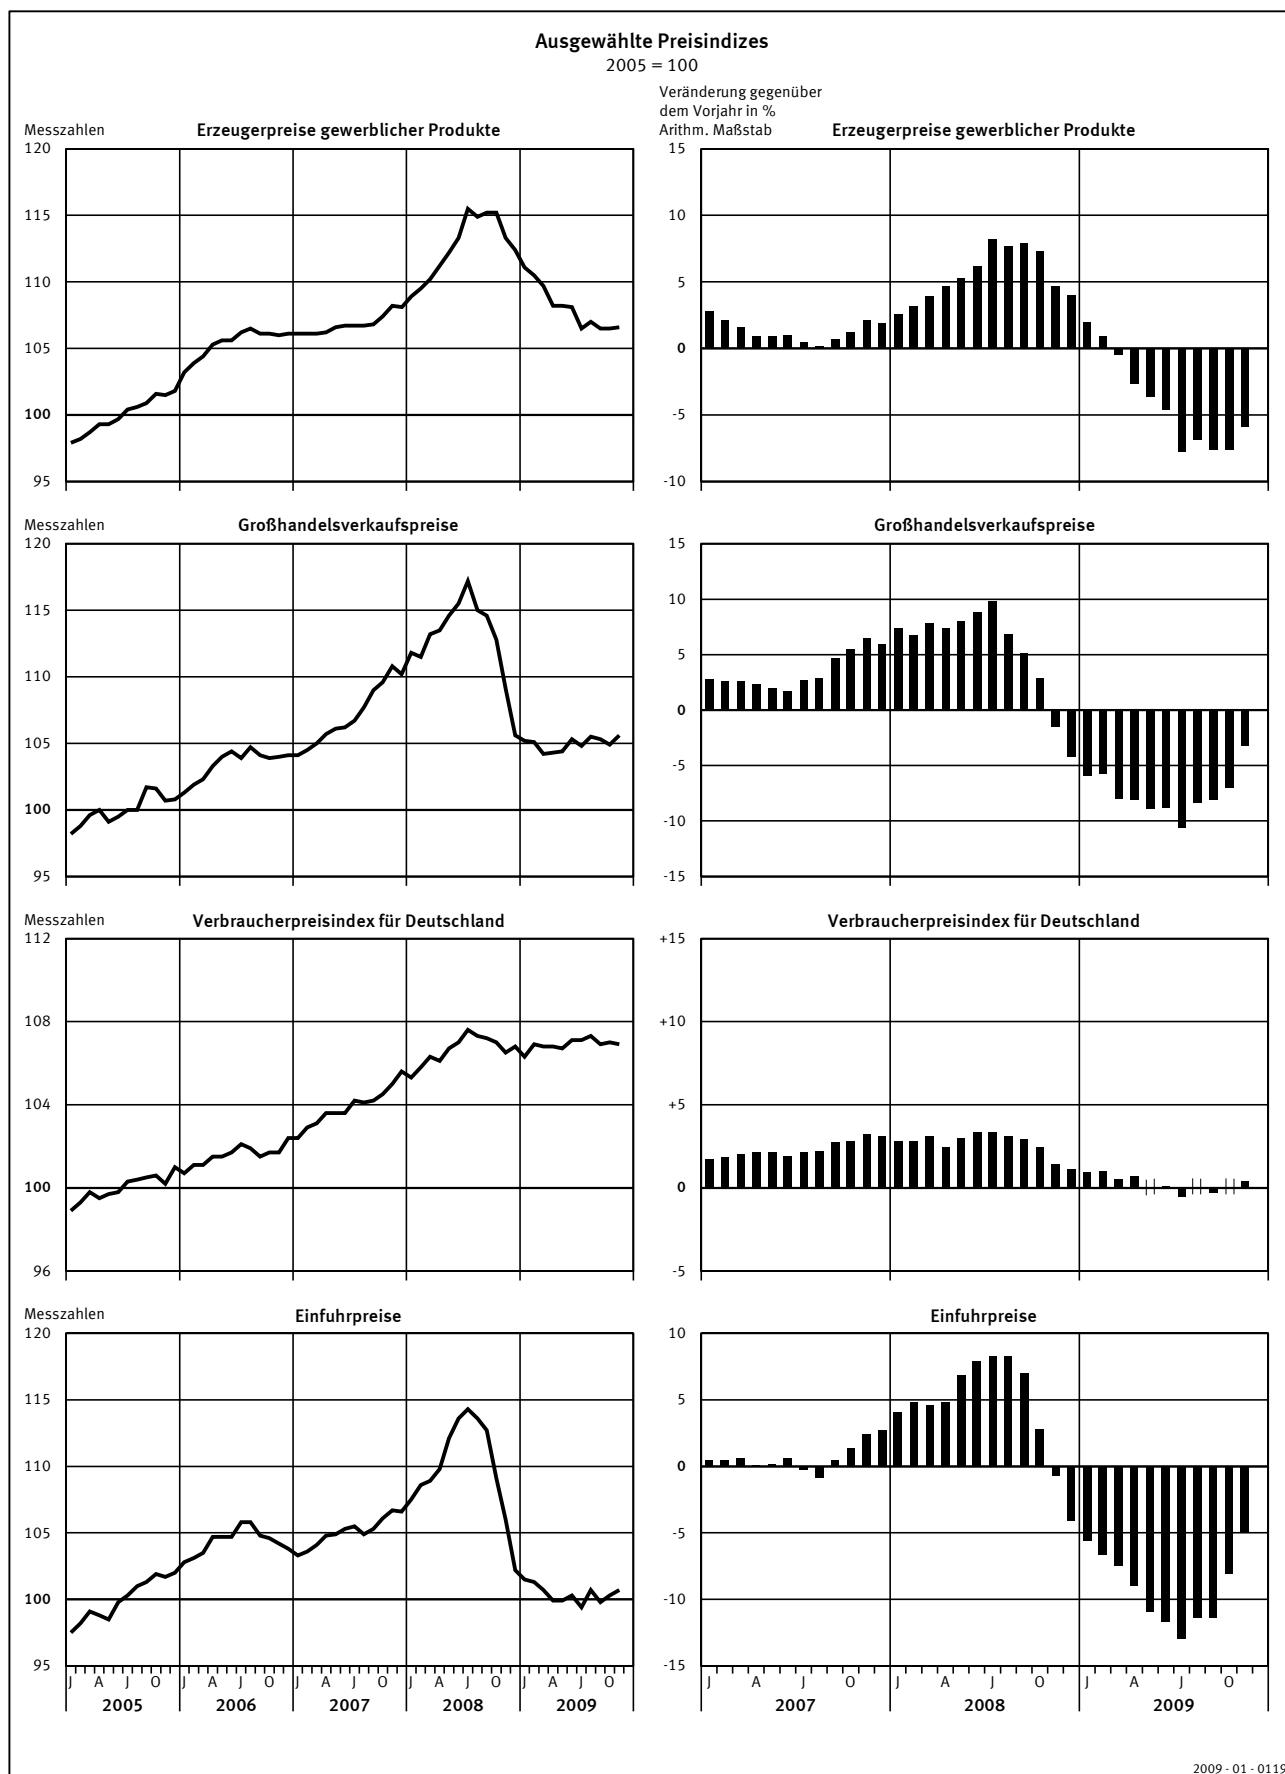 Ausgewählte Preisindizes
2005 = 100
Veränderung gegenüber
dem Vorjahr in %
Arithm. Maßstab
Messzahlen
Erzeugerpreise gewerblicher Produkte
120
115
110
105
100
95
Erzeugerpreise gewerblicher Produkte
15
10
5
0
-5
-10
Messzahlen
Großhandelsverkaufspreise
120
115
110
105
100
95
Großhandelsverkaufspreise
15
10
5
0
-5
-10
-15
Messzahlen
Verbraucherpreisindex für Deutschland
112
108
104
100
96
Verbraucherpreisindex für Deutschland
+15
+10
+5
0
-5
Messzahlen
Einfuhrpreise
120
115
110
105
100
95
J A J O J A J O J A J O J A J O J A J O
2005 2006 2007 2008 2009
Einfuhrpreise
10
5
0
-5
-10
-15
J A J O J A J O J A J O
2007 2008 2009
2009 - 01 - 0119